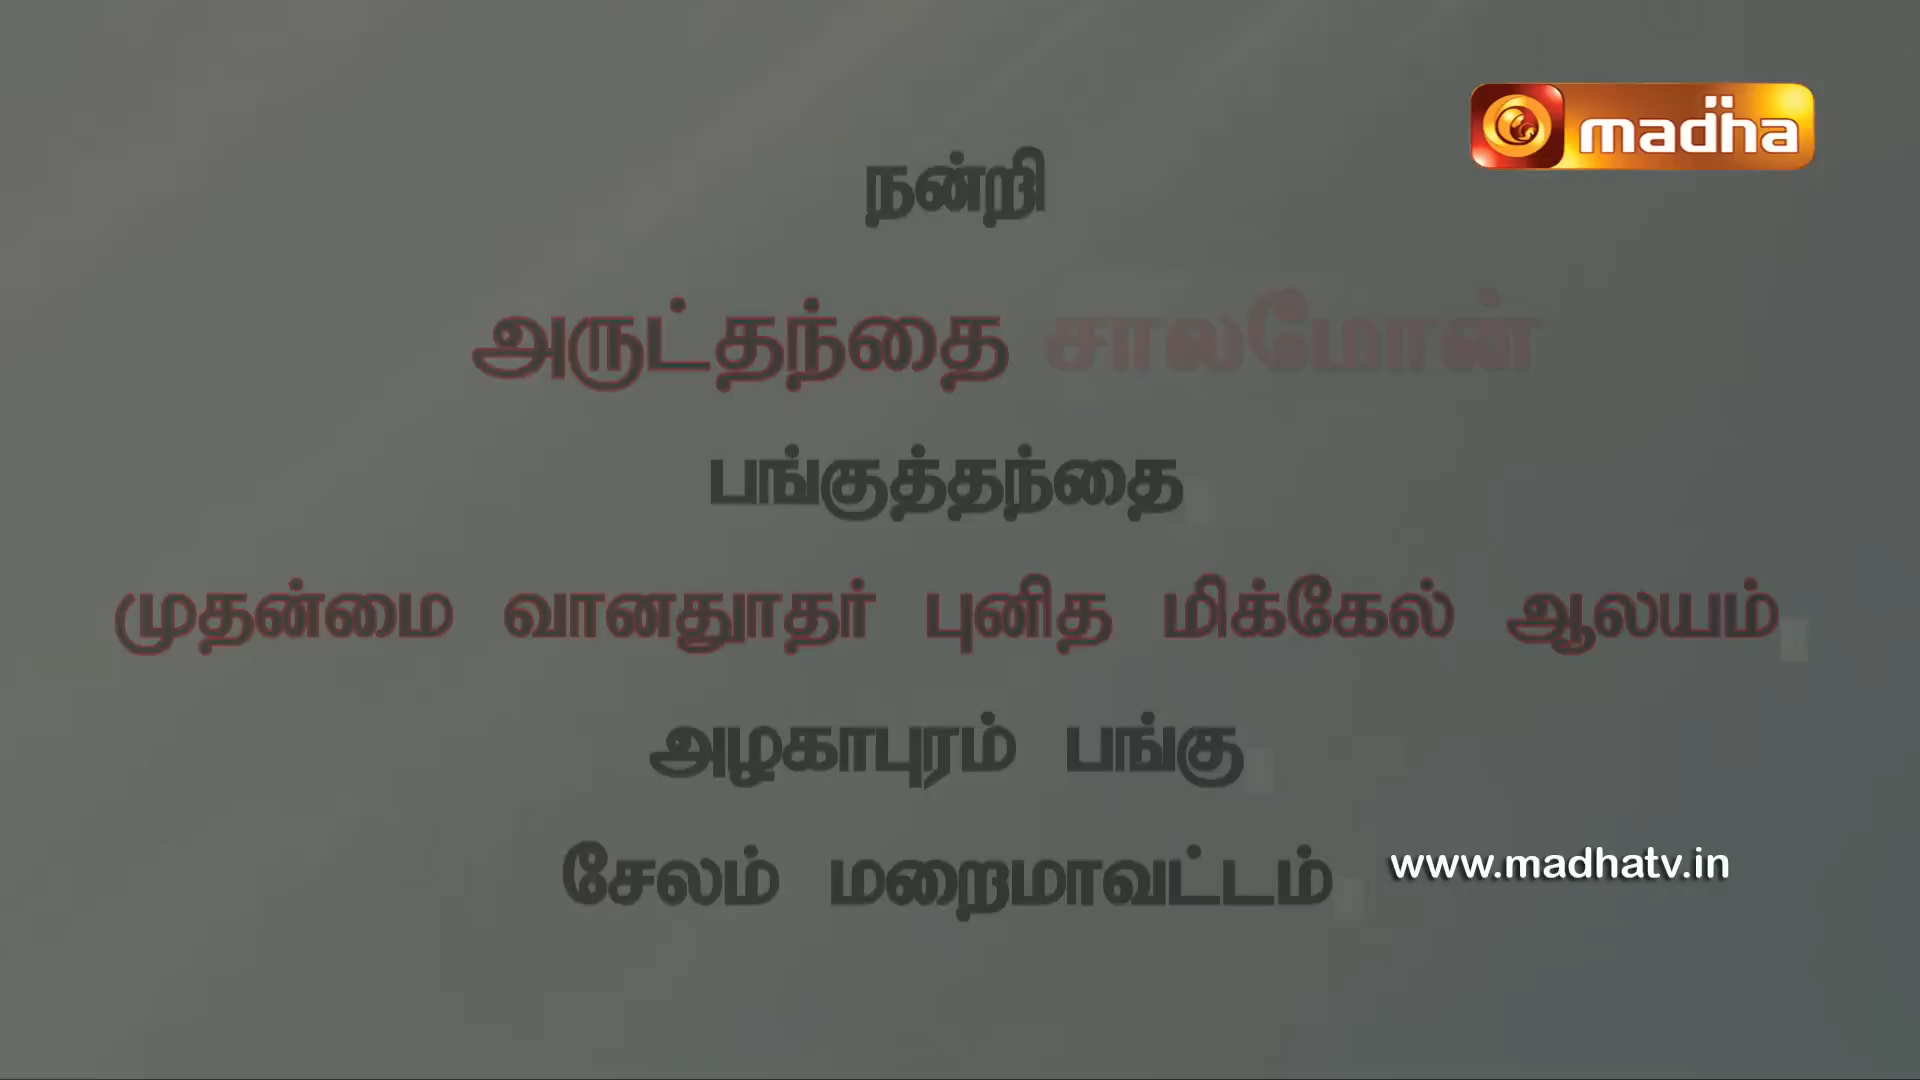 madha
நன்றி
அருட்தந்தை சாலமோன்
பங்குத்தந்தை
முதன்மை வானதூதர் புனித மிக்கேல் ஆலயம்
அழகாபுரம் பங்கு
சேலம் மறைமாவட்டம்
www.madhatv.in